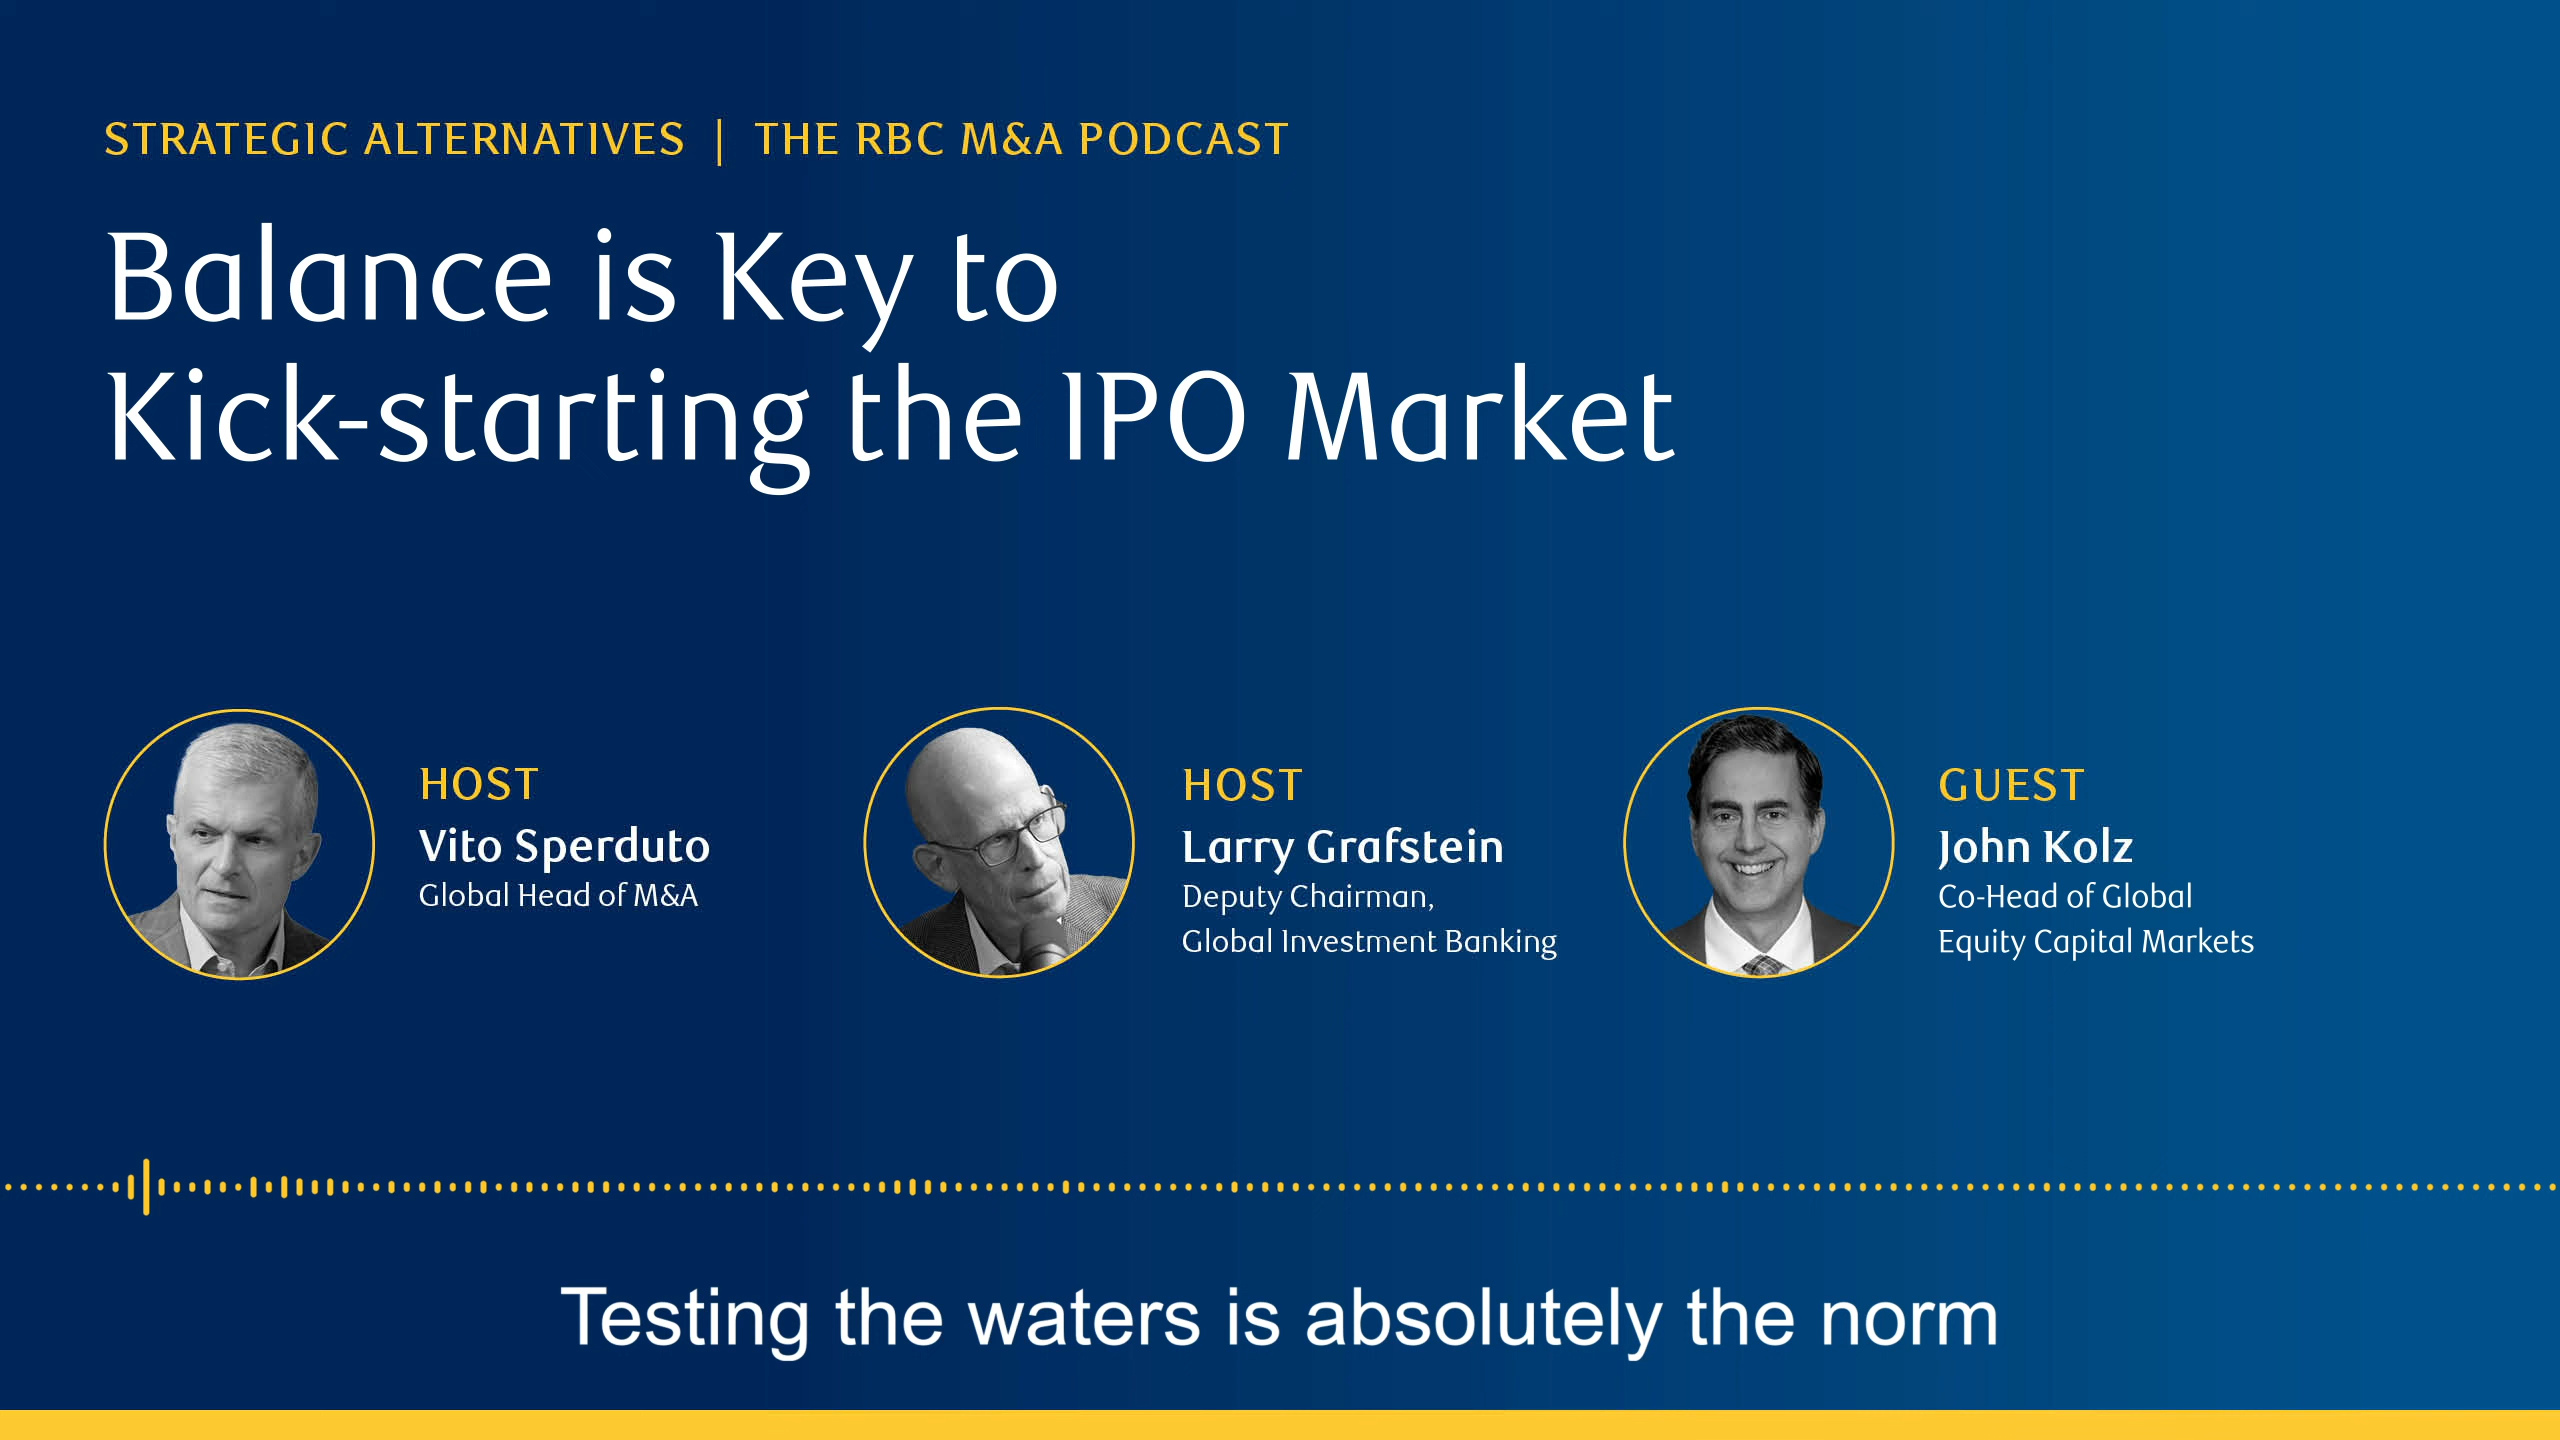 STRATEGIC ALTERNATIVES | THE RBC M&A PODCAST
Balance is Key to
Kick-starting the IPO Market
HOST
Vito Sperduto
Global Head of M&A
HOST
Larry Grafstein
Deputy Chairman,
Global Investment Banking
GUEST
John Kolz
Co-Head of Global
Equity Capital Markets
Testing the waters is absolutely the norm